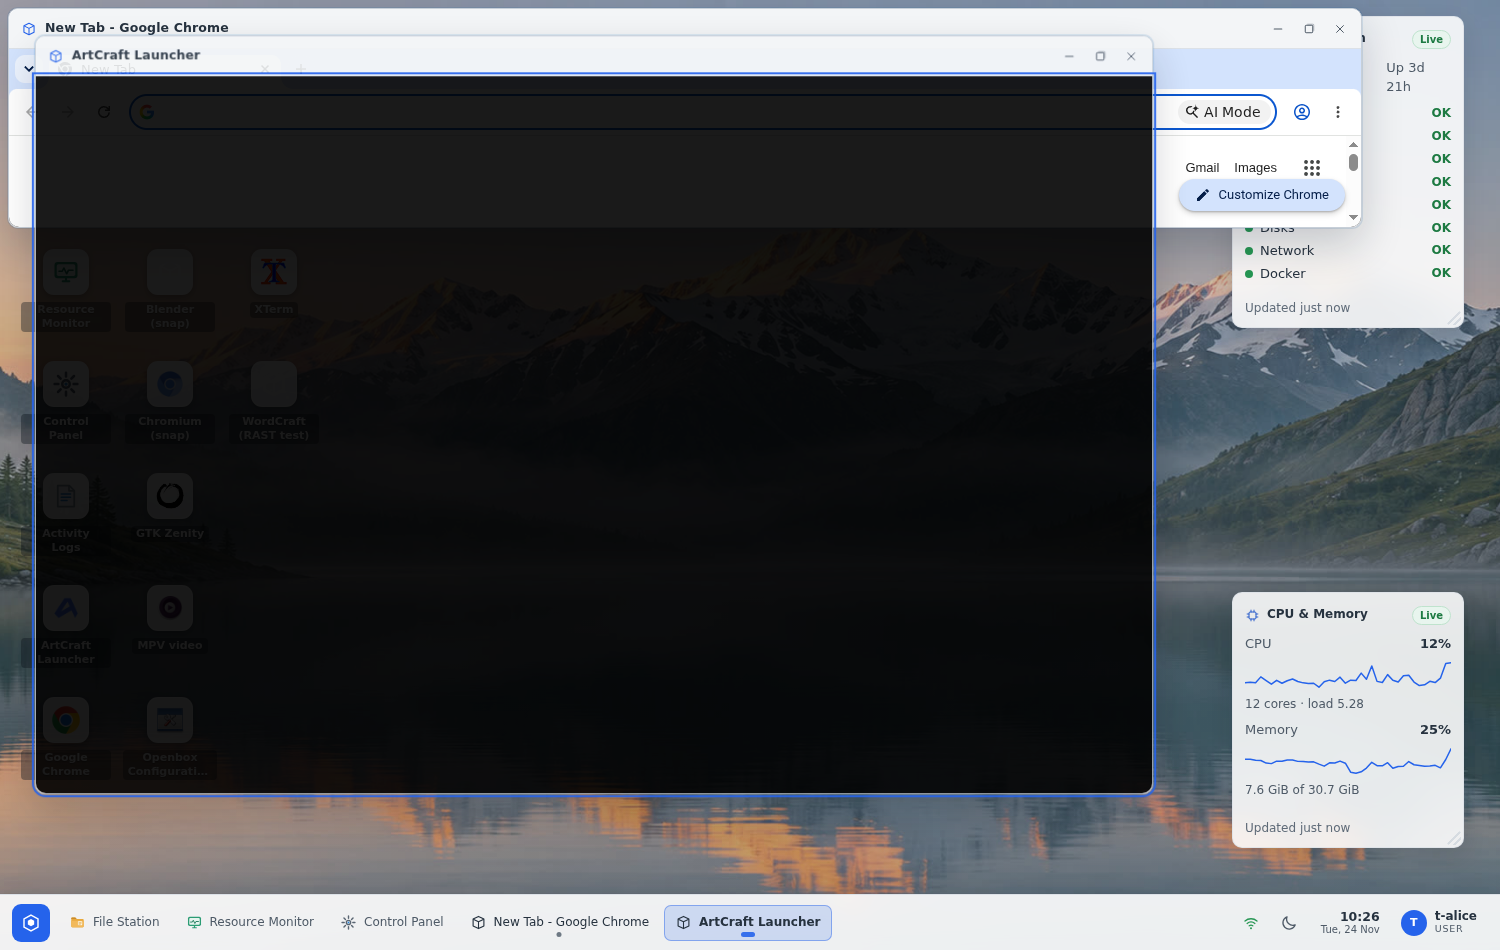 New Tab - Google Chrome
ArtCraft Launcher
New Tab
AI Mode
Gmail Images
Customize Chrome
Live
Up 3d
21h
OK
OK
OK
OK
OK
Disks OK
Network OK
Docker OK
Updated just now
Resource
Monitor
Blender
(snap)
XTerm
Control
Panel
Chromium
(snap)
WordCraft
(RAST test)
Activity
Logs
GTK Zenity
ArtCraft
Launcher
MPV video
Google
Chrome
Openbox
Configurati...
CPU & Memory Live
CPU 12%
12 cores · load 5.28
Memory 25%
7.6 GiB of 30.7 GiB
Updated just now
File Station Resource Monitor Control Panel New Tab - Google Chrome ArtCraft Launcher
10:26
Tue, 24 Nov
T
t-alice
USER